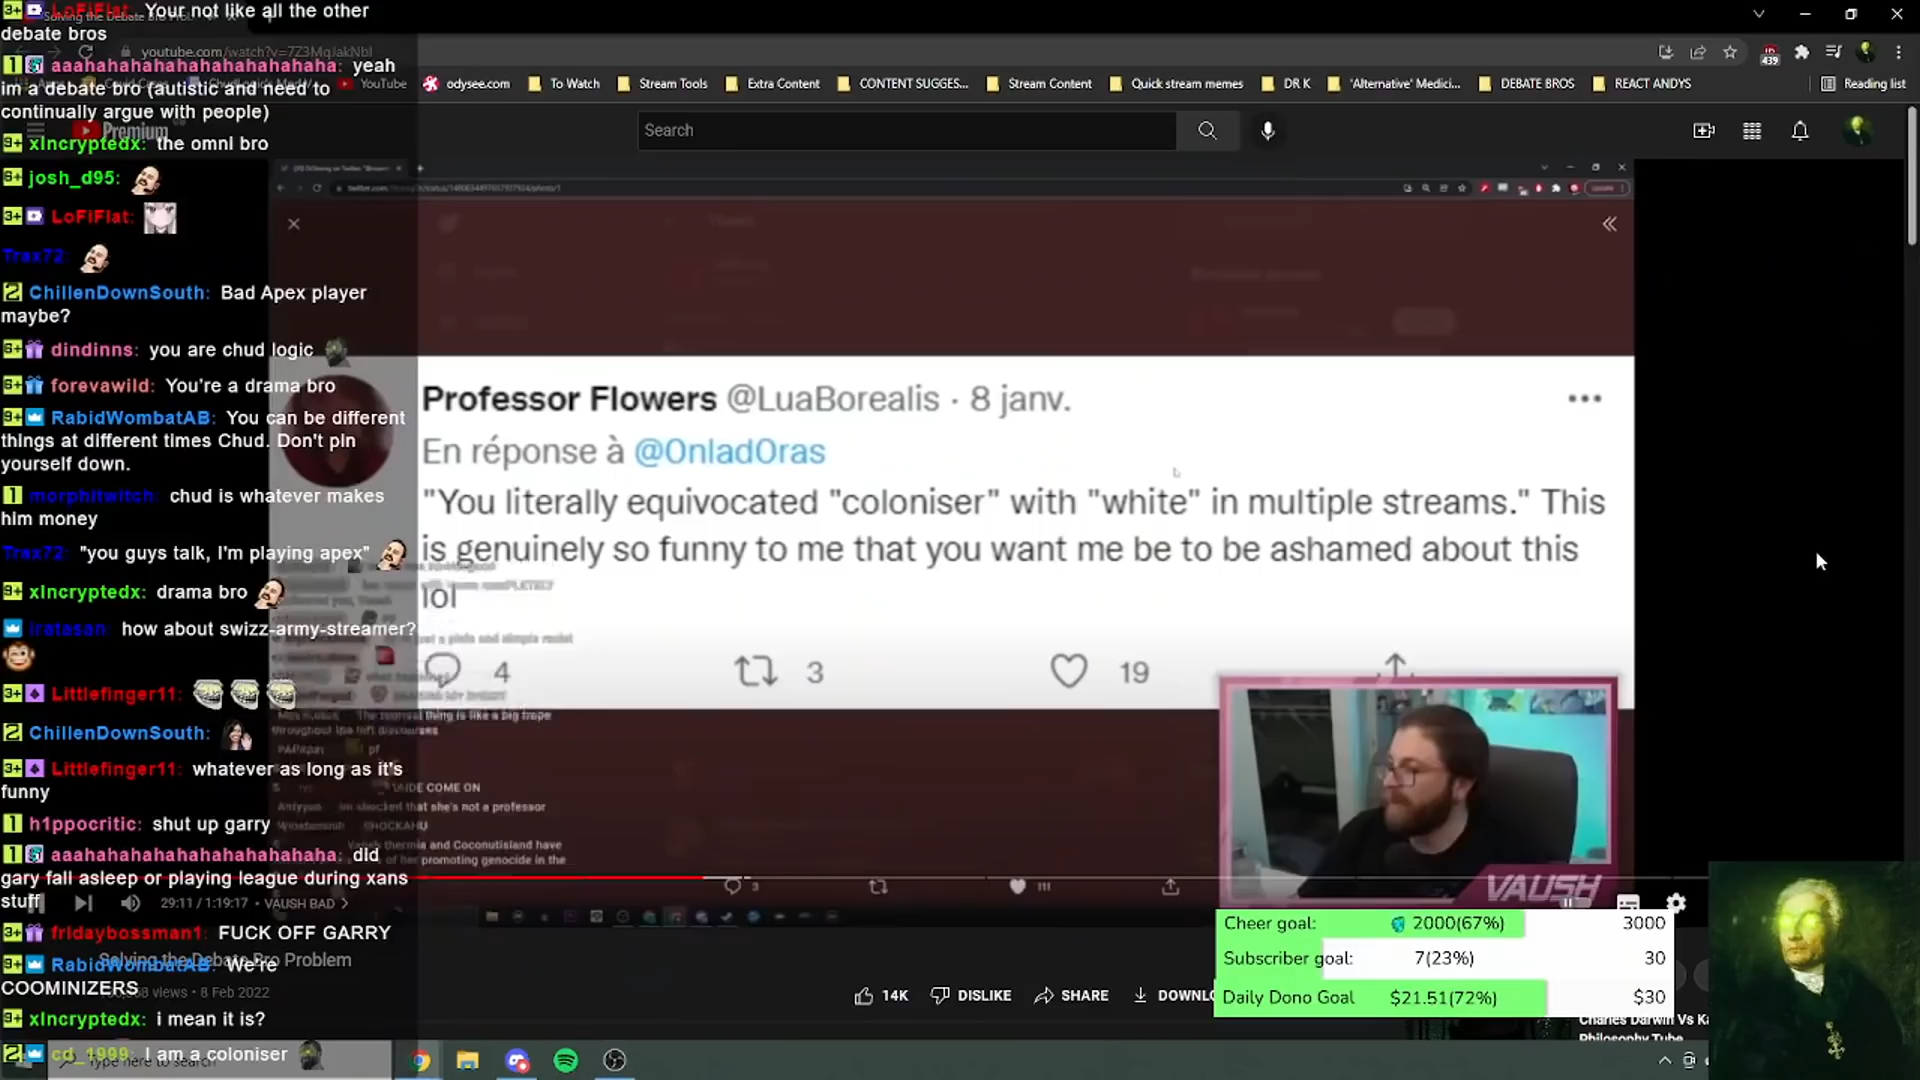 LoFiFlat: Your not like all the other
debate bros
aaahahahahahahahahahaha: yeah
im a debate bro (autistic and need to
continually argue with people)
xIncryptedx: the omni bro
josh_d95:
LoFiFlat:
Trax72:
ChillenDownSouth: Bad Apex player
maybe?
dindinns: you are chud logic
forevawild: You're a drama bro
RabidWombatAB: You can be different
things at different times Chud. Don't pin
yourself down.
morphitwitch: chud is whatever makes
him money
Trax72: "you guys talk, I'm playing apex"
xIncryptedx: drama bro
iratasan: how about swizz-army-streamer?
Littlefinger11:
ChillenDownSouth:
Littlefinger11: whatever as long as it's
funny
h1ppocritic: shut up garry
aaahahahahahahahahahaha: did
gary fall asleep or playing league during xans
stuff
fridaybossman1: FUCK OFF GARRY
RabidWombatAB: We're
COOMINIZERS
xIncryptedx: i mean it is?
cd_1999: I am a coloniser
YouTube
odysee.com
To Watch
Stream Tools
Extra Content
CONTENT SUGGES...
Stream Content
Quick stream memes
DR K
'Alternative' Medici...
DEBATE BROS
REACT ANDYS
Reading list
439
Premium
Search
Professor Flowers @LuaBorealis · 8 janv.
En réponse à @OnladOras
"You literally equivocated "coloniser" with "white" in multiple streams." This
is genuinely so funny to me that you want me be to be ashamed about this
lol
4
3
19
3
111
VAUSH
29:11 / 1:19:17 • VAUSH BAD
Solving the Debate Bro Problem
views • 8 Feb 2022
14K
DISLIKE
SHARE
DOWNLO
Cheer goal: 2000(67%) 3000
Subscriber goal: 7(23%) 30
Daily Dono Goal $21.51(72%) $30
Charles Darwin Vs Ka
Philosophy Tube
Type here to search